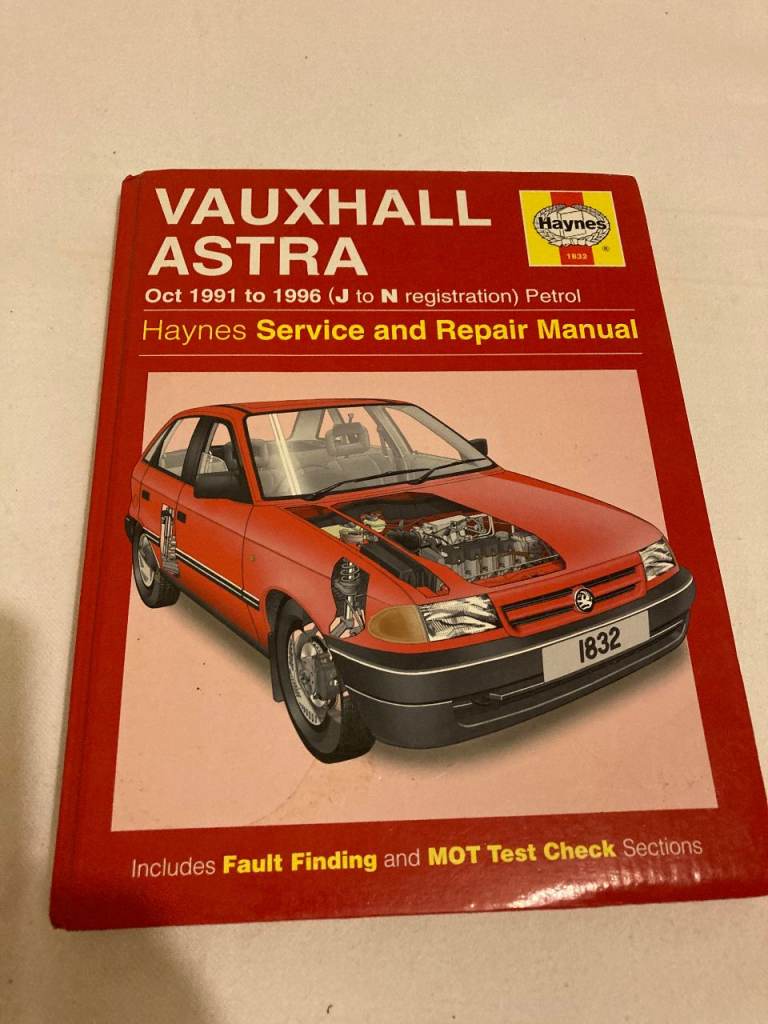 VAUXHALL
ASTRA
Oct 1991 to 1996 (J to N registration) Petrol
Haynes Service and Repair Manual
Haynes
®
1832
1832
Includes Fault Finding and MOT Test Check Sections